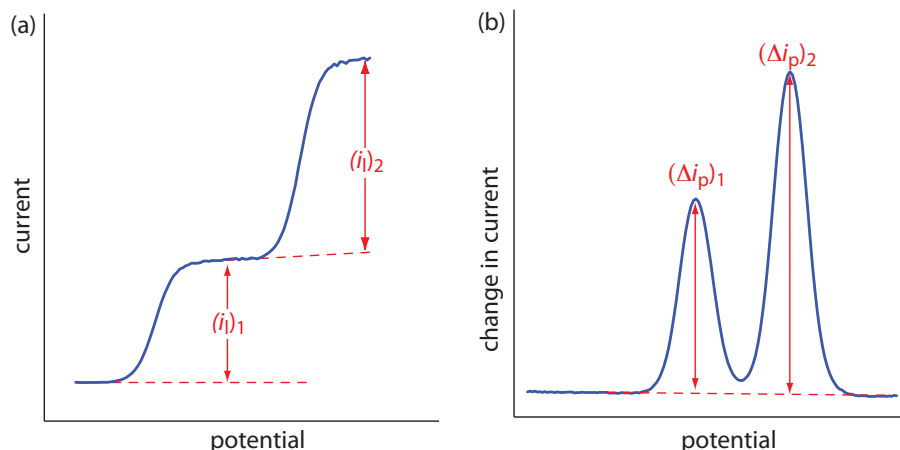 (a)
current
(i_l)_1
(i_l)_2
potential
(b)
change in current
(Δi_p)_1
(Δi_p)_2
potential